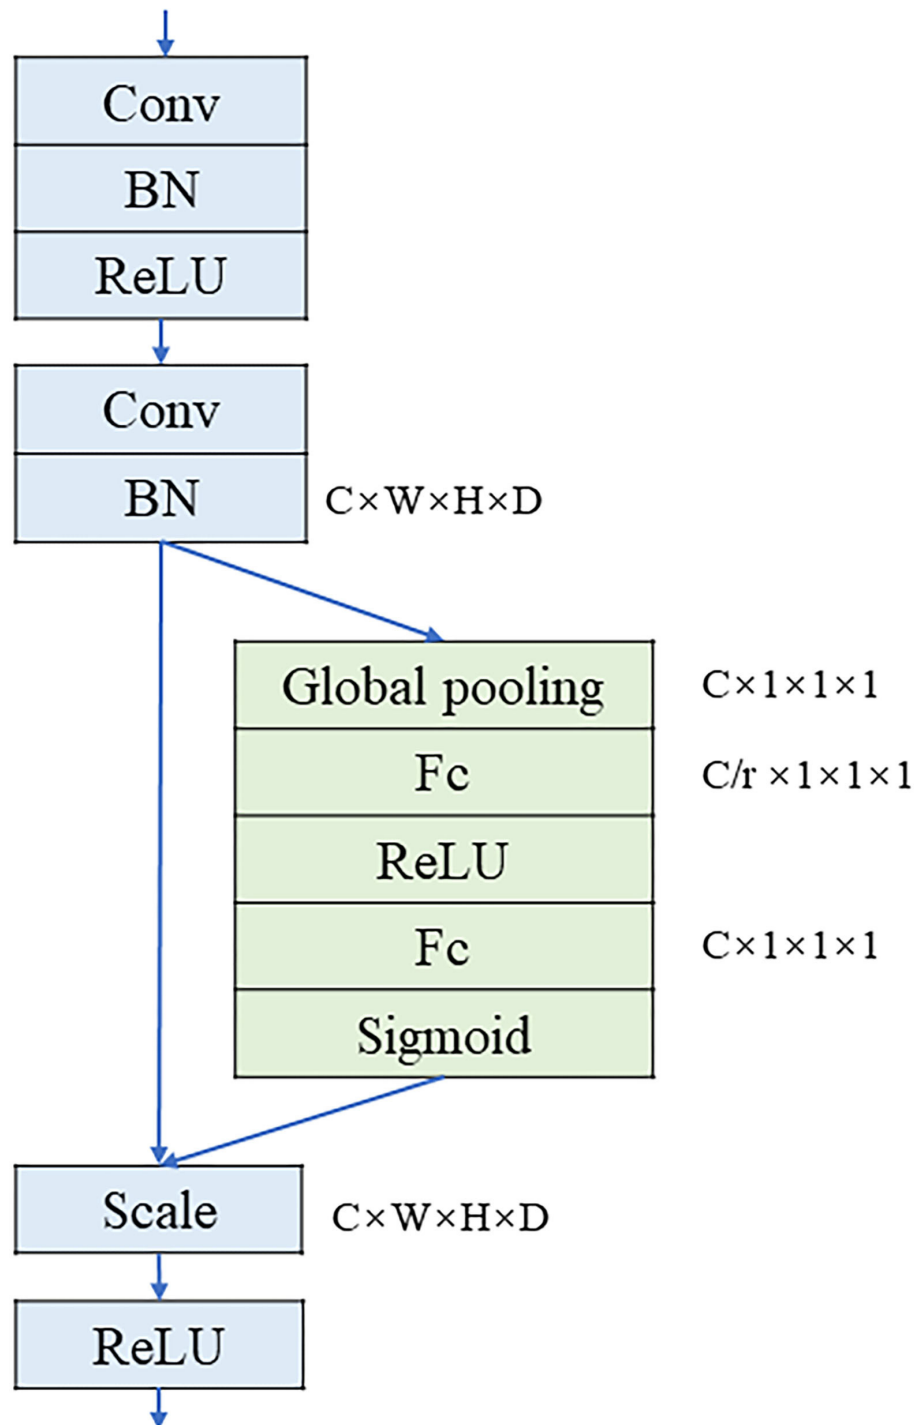 Conv
BN
ReLU
Conv
BN C×W×H×D
Global pooling C×1×1×1
Fc C/r ×1×1×1
ReLU
Fc C×1×1×1
Sigmoid
Scale C×W×H×D
ReLU